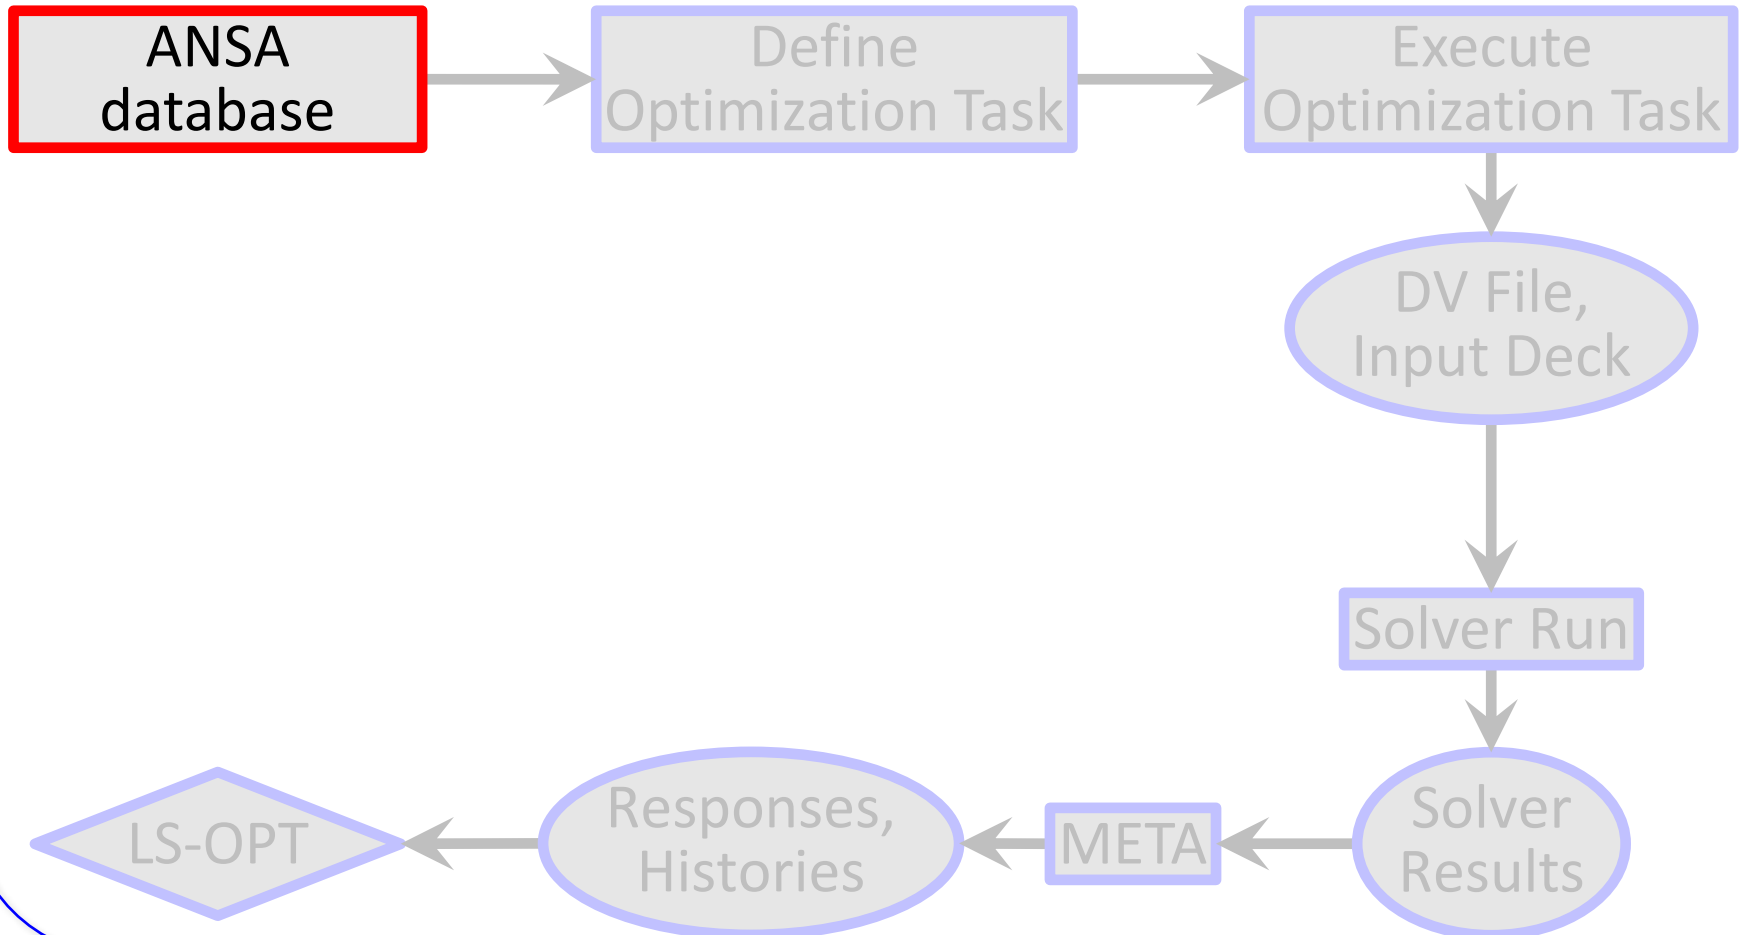 ANSA
database
Define
Optimization Task
Execute
Optimization Task
DV File,
Input Deck
Solver Run
Solver
Results
META
Responses,
Histories
LS-OPT